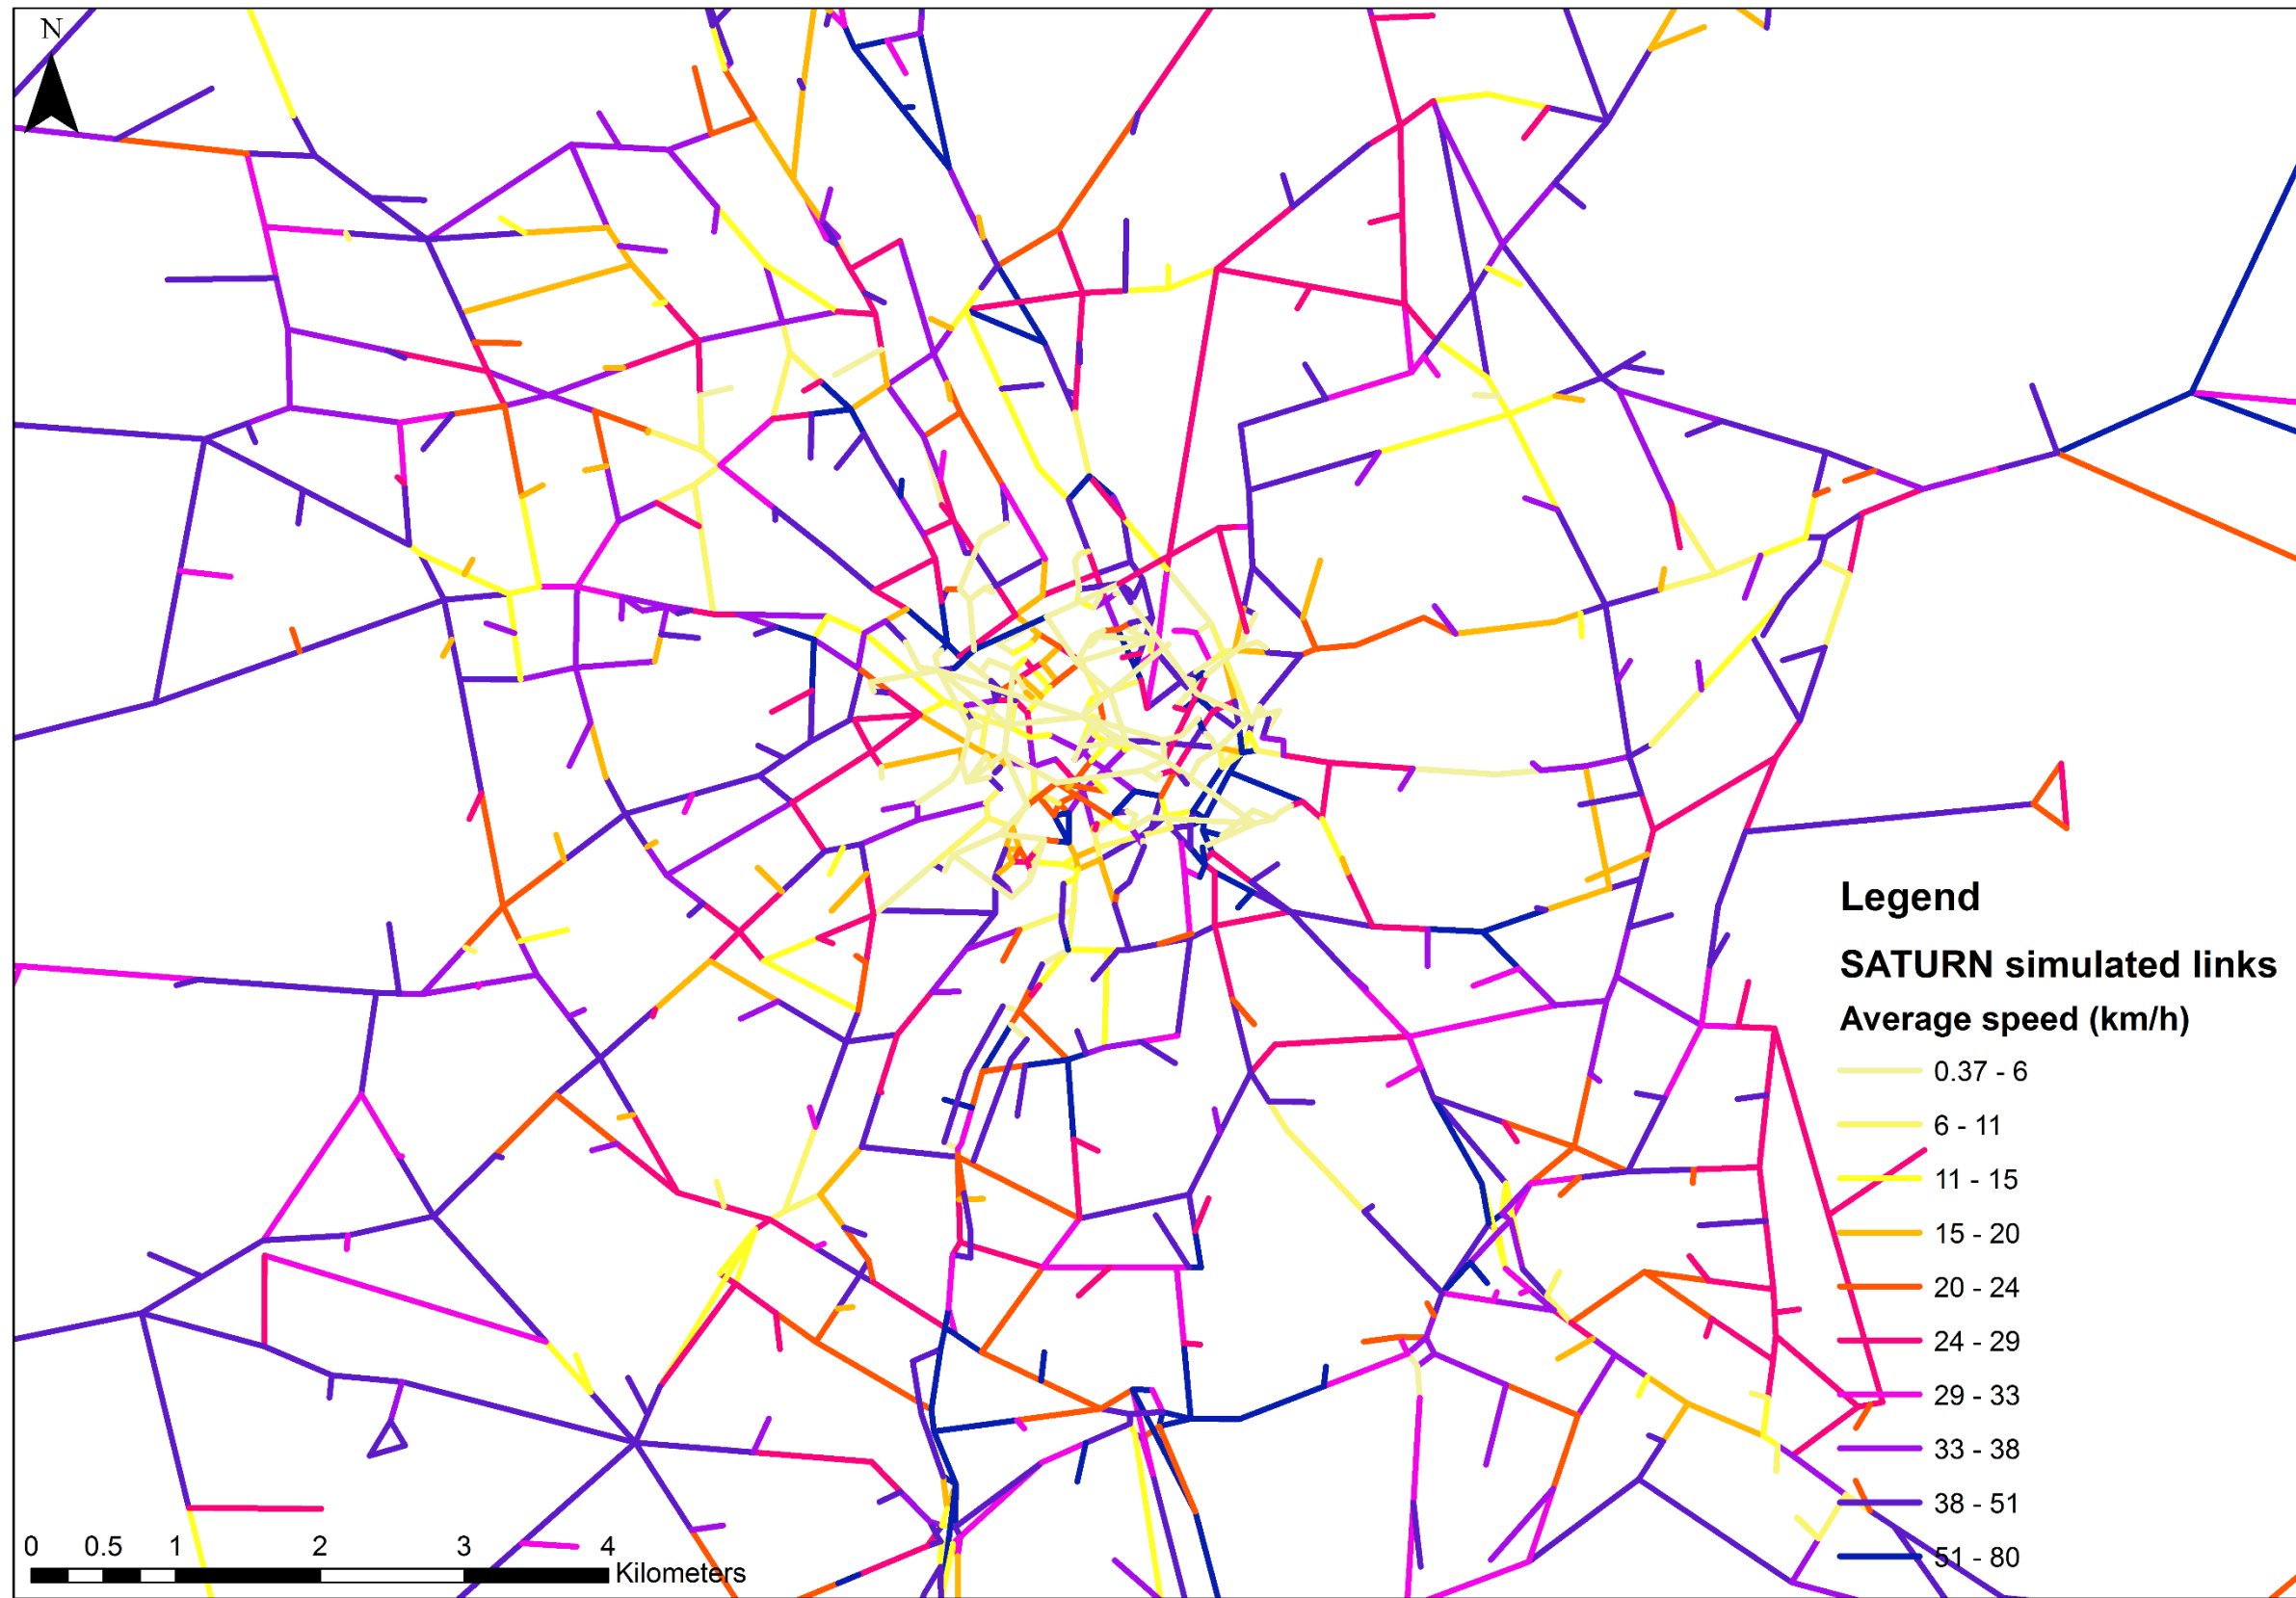 N
Legend
SATURN simulated links
Average speed (km/h)
0.37 - 6
6 - 11
11 - 15
15 - 20
20 - 24
24 - 29
29 - 33
33 - 38
38 - 51
51 - 80
0 0.5 1 2 3 4
Kilometers